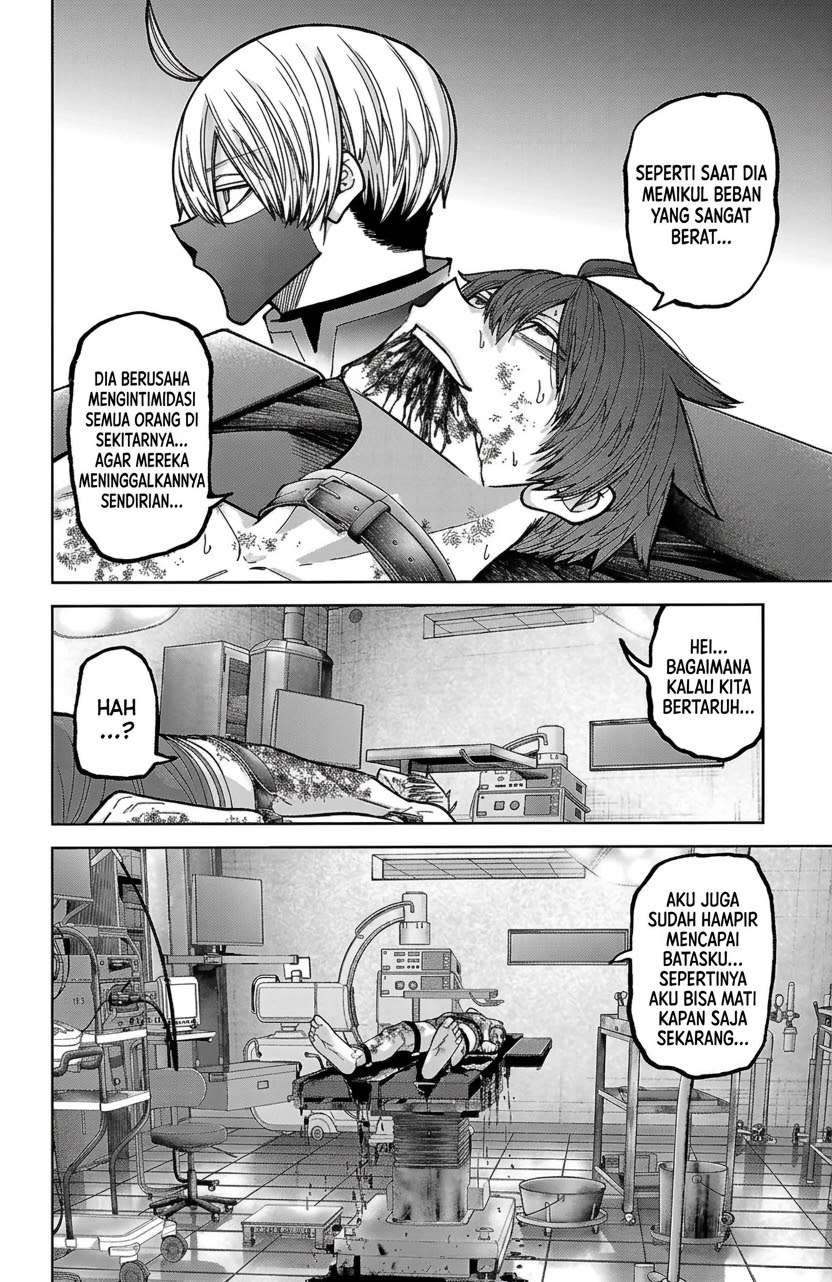 SEPERTI SAAT DIA
MEMIKUL BEBAN
YANG SANGAT
BERAT...
DIA BERUSAHA
MENGINTIMIDASI
SEMUA ORANG DI
SEKITARNYA...
AGAR MEREKA
MENINGGALKANNYA
SENDIRIAN...
HEI...
BAGAIMANA
KALAU KITA
BERTARUH...
HAH
...?
AKU JUGA
SUDAH HAMPIR
MENCAPAI
BATASKU...
SEPERTINYA
AKU BISA MATI
KAPAN SAJA
SEKARANG...